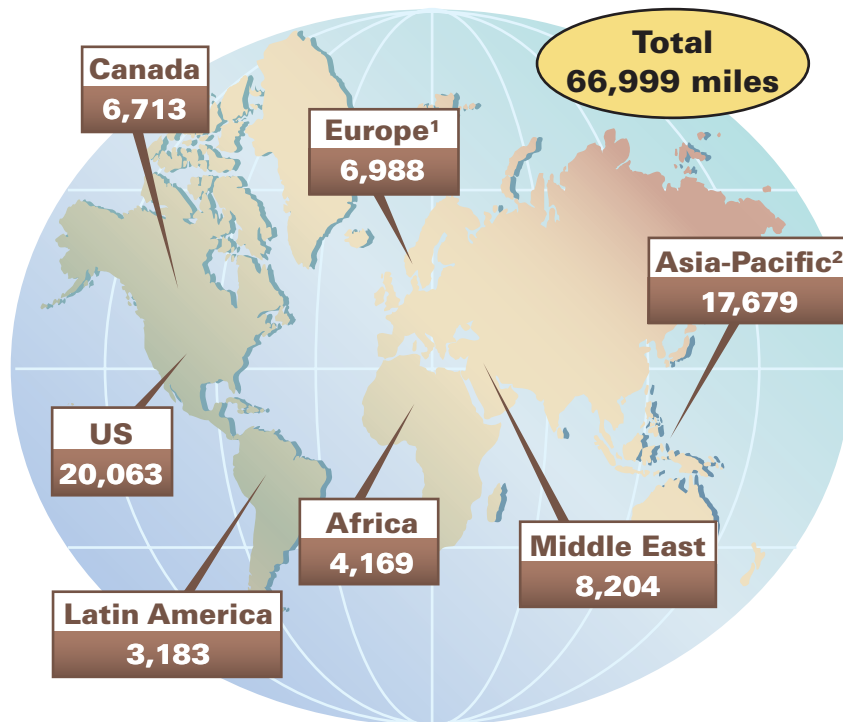 Total
66,999 miles
Canada
6,713
Europe¹
6,988
Asia-Pacific²
17,679
US
20,063
Africa
4,169
Middle East
8,204
Latin America
3,183